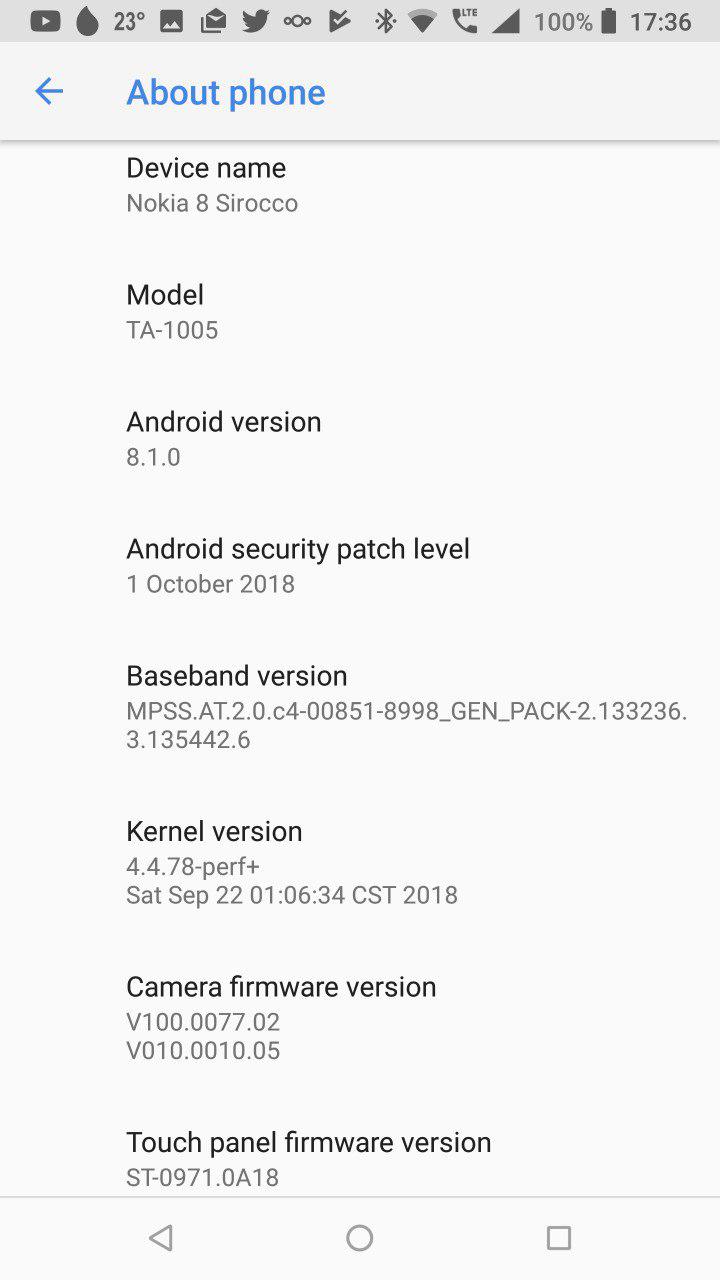 23° LTE 100% 17:36
About phone
Device name
Nokia 8 Sirocco
Model
TA-1005
Android version
8.1.0
Android security patch level
1 October 2018
Baseband version
MPSS.AT.2.0.c4-00851-8998_GEN_PACK-2.133236.
3.135442.6
Kernel version
4.4.78-perf+
Sat Sep 22 01:06:34 CST 2018
Camera firmware version
V100.0077.02
V010.0010.05
Touch panel firmware version
ST-0971.0A18